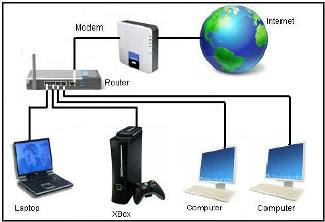 Modem
Internet
Router
Laptop
XBox
Computer
Computer